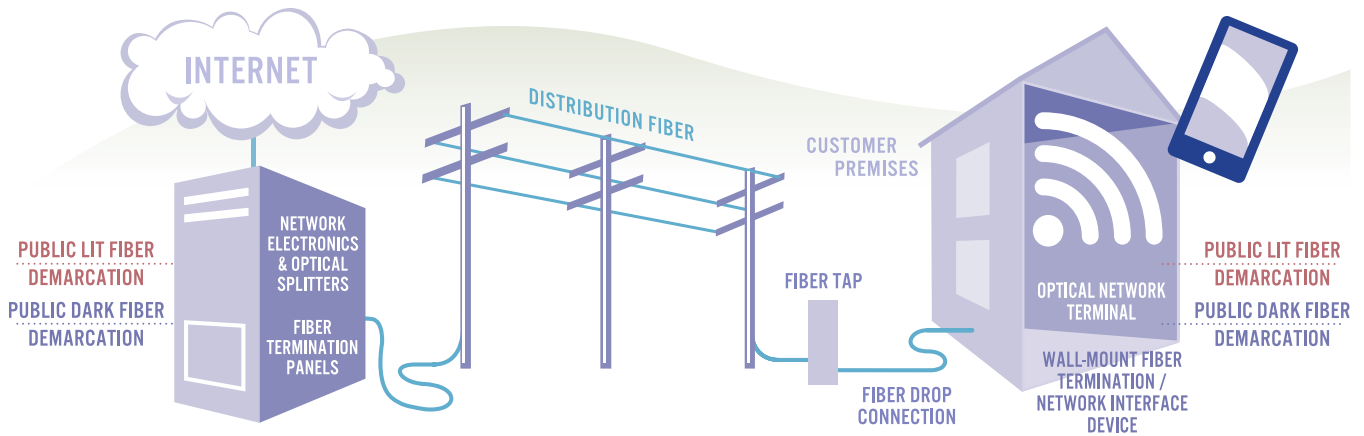 INTERNET
DISTRIBUTION FIBER
CUSTOMER
PREMISES
NETWORK
ELECTRONICS
& OPTICAL
SPLITTERS
PUBLIC LIT FIBER
DEMARCATION
PUBLIC DARK FIBER
DEMARCATION
FIBER
TERMINATION
PANELS
FIBER TAP
FIBER DROP
CONNECTION
OPTICAL NETWORK
TERMINAL
WALL-MOUNT FIBER
TERMINATION /
NETWORK INTERFACE
DEVICE
PUBLIC LIT FIBER
DEMARCATION
PUBLIC DARK FIBER
DEMARCATION